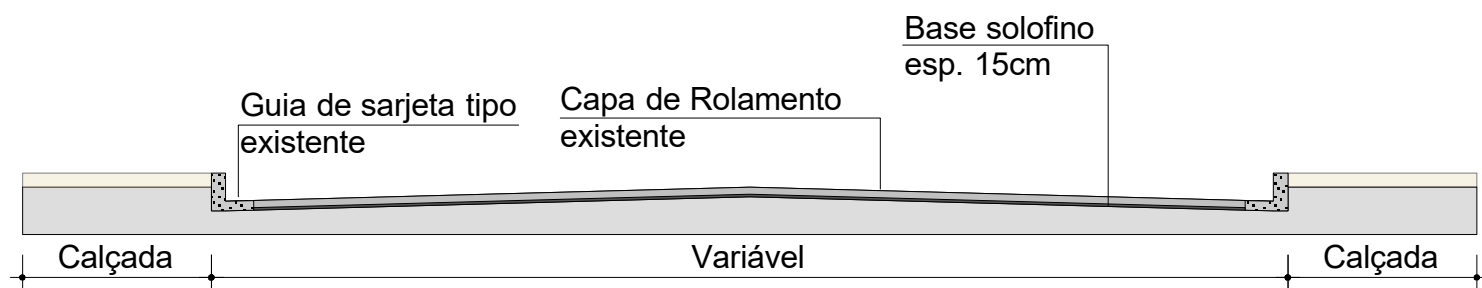 Base solofino
esp. 15cm
Guia de sarjeta tipo
existente
Capa de Rolamento
existente
Calçada
Variável
Calçada